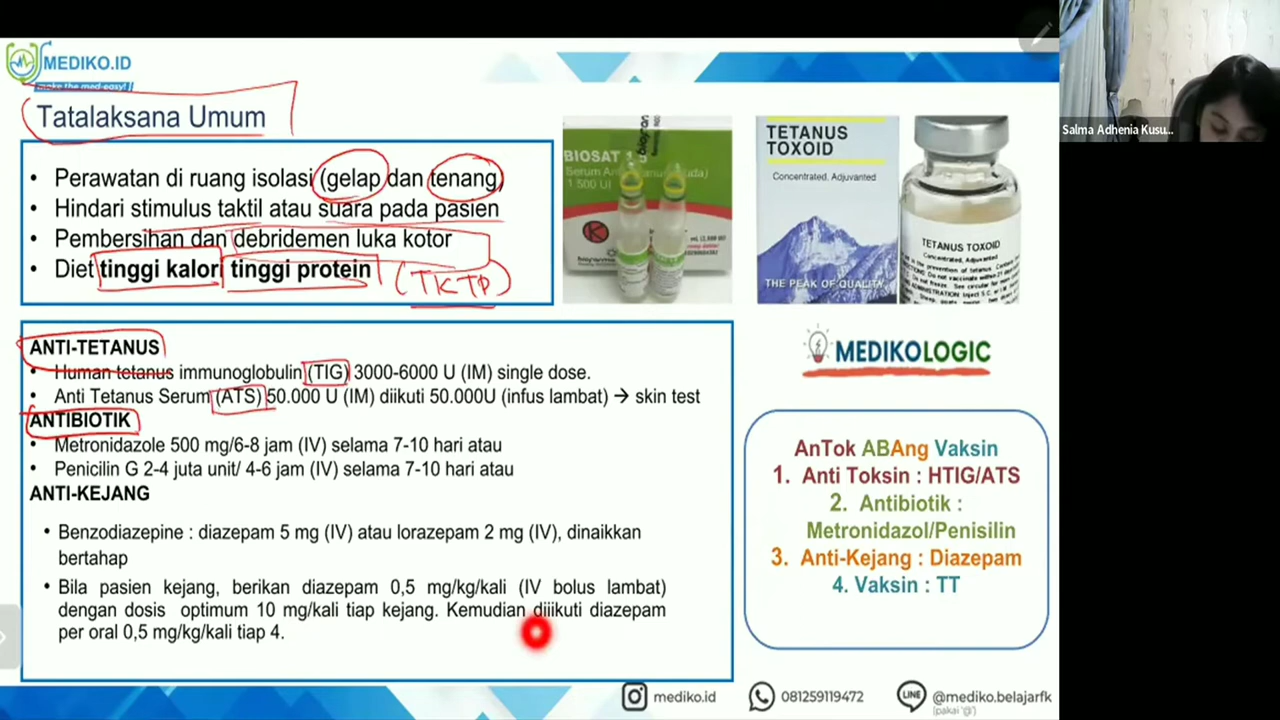 MEDIKO.ID
make the med-easy!
Tatalaksana Umum
• Perawatan di ruang isolasi (gelap dan tenang)
• Hindari stimulus taktil atau suara pada pasien
• Pembersihan dan debridemen luka kotor
• Diet tinggi kalori tinggi protein
(TKTP)
BIOSAT
1.500 UI
TETANUS
TOXOID
Concentrated, Adjuvanted
THE PEAK OF QUALITY
TETANUS TOXOID
Concentrated, Adjuvanted
ANTI-TETANUS
• Human tetanus immunoglobulin (TIG) 3000-6000 U (IM) single dose.
• Anti Tetanus Serum (ATS) 50.000 U (IM) diikuti 50.000U (infus lambat) → skin test
ANTIBIOTIK
• Metronidazole 500 mg/6-8 jam (IV) selama 7-10 hari atau
• Penicilin G 2-4 juta unit/ 4-6 jam (IV) selama 7-10 hari atau
ANTI-KEJANG
• Benzodiazepine : diazepam 5 mg (IV) atau lorazepam 2 mg (IV), dinaikkan
bertahap
• Bila pasien kejang, berikan diazepam 0,5 mg/kg/kali (IV bolus lambat)
dengan dosis optimum 10 mg/kali tiap kejang. Kemudian diiikuti diazepam
per oral 0,5 mg/kg/kali tiap 4.
MEDIKOLOGIC
AnTok ABAng Vaksin
1. Anti Toksin : HTIG/ATS
2. Antibiotik :
Metronidazol/Penisilin
3. Anti-Kejang : Diazepam
4. Vaksin : TT
mediko.id
081259119472
LINE
@mediko.belajarfk
(pakai '@')
Salma Adhenia Kusu...